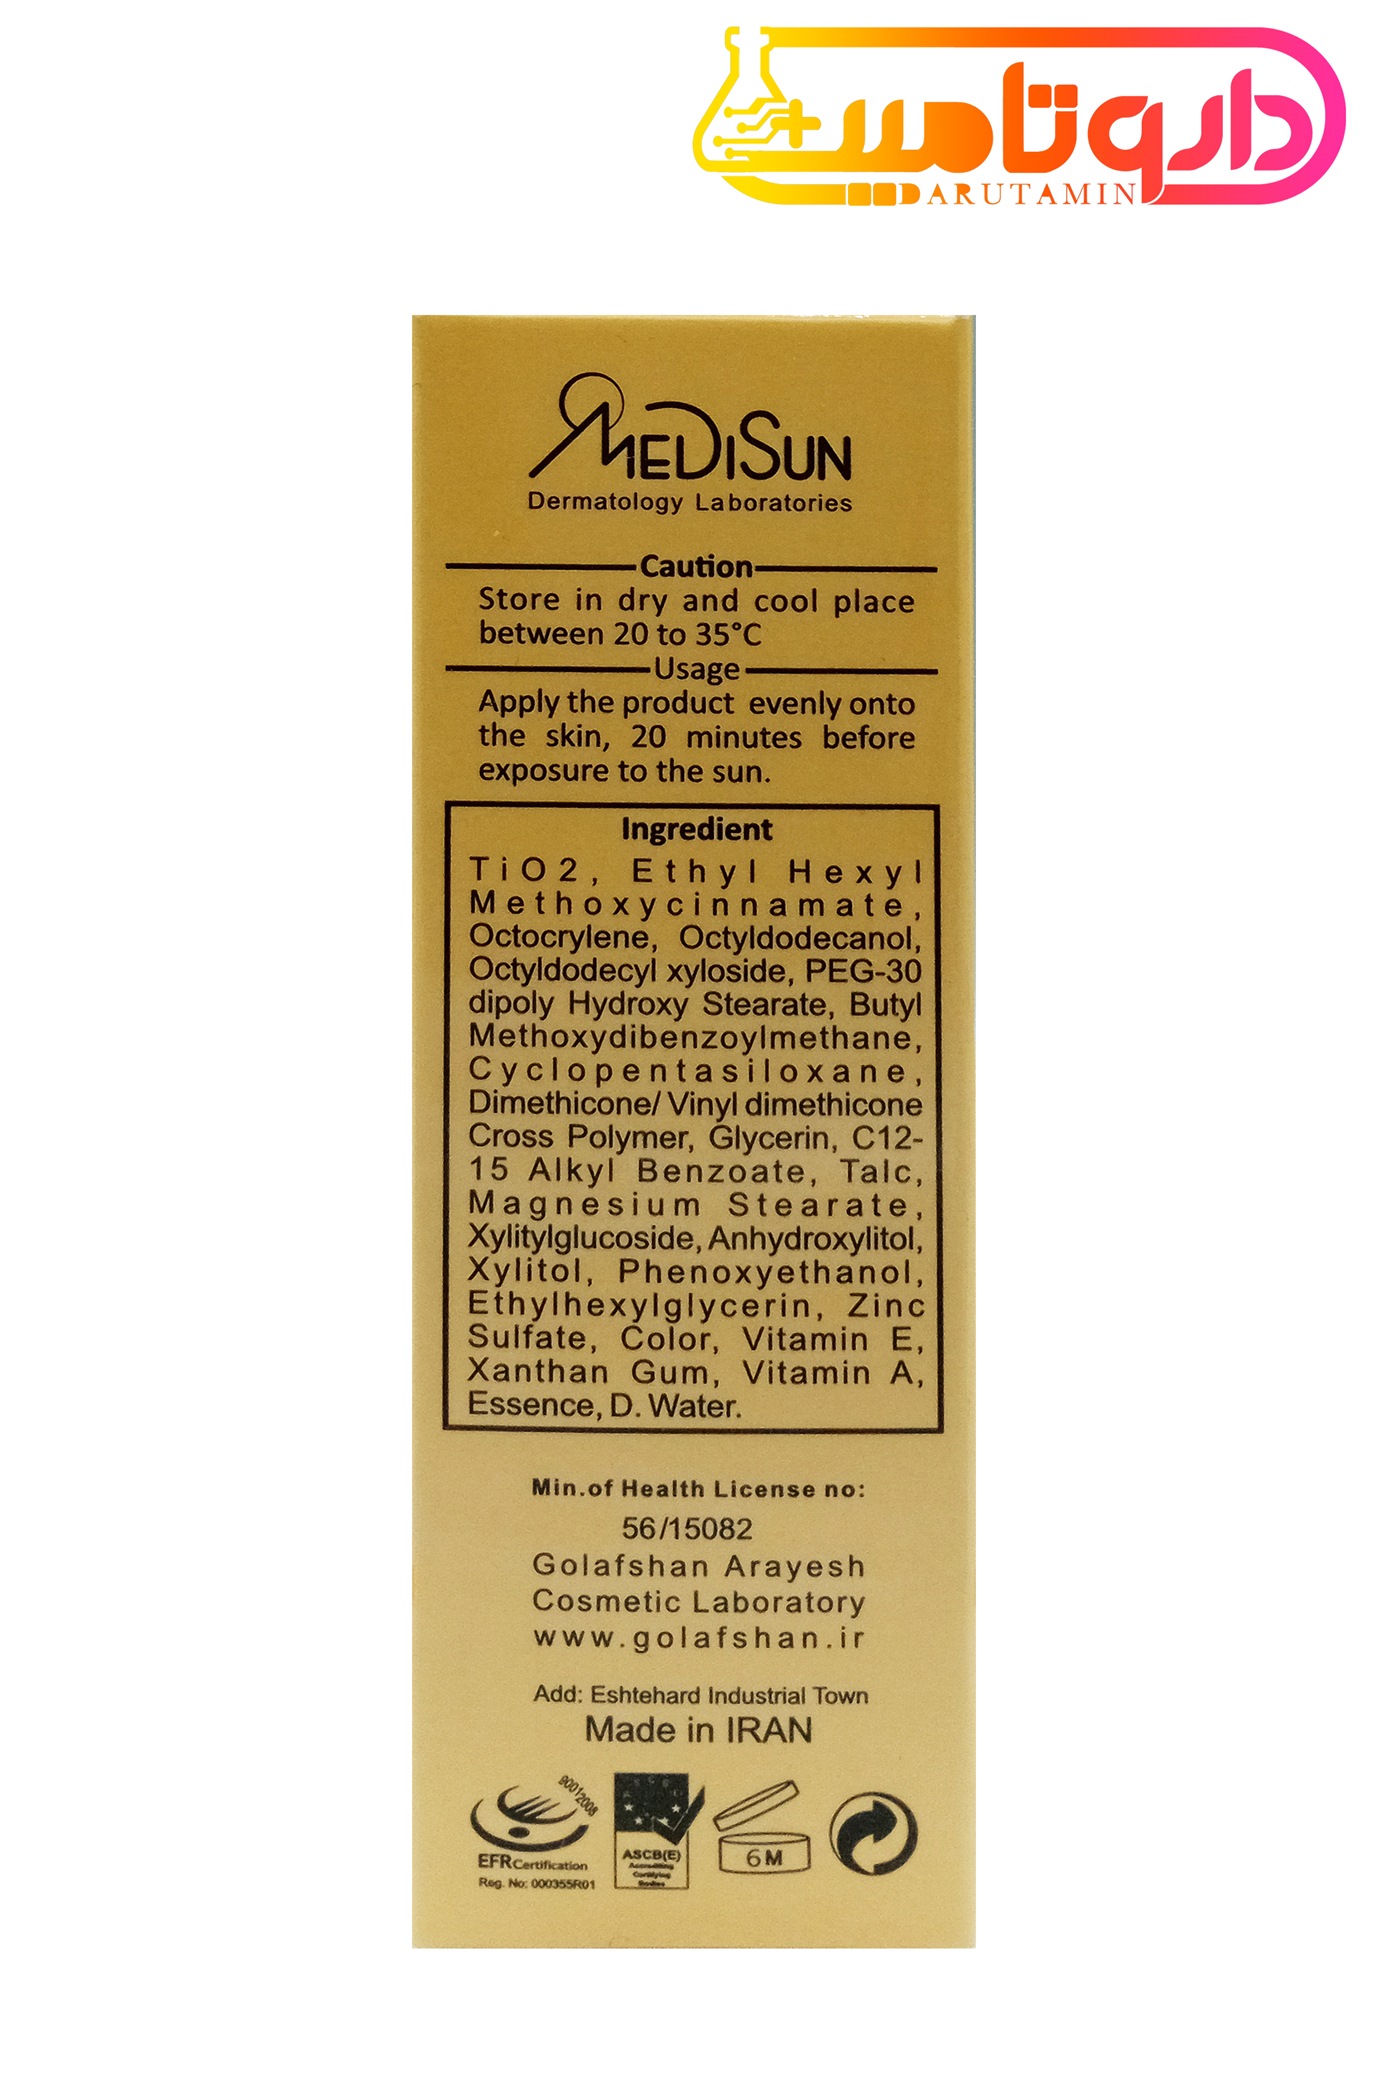 داروتامین
DARUTAMIN
MEDISUN
Dermatology Laboratories
Caution
Store in dry and cool place
between 20 to 35°C
Usage
Apply the product evenly onto
the skin, 20 minutes before
exposure to the sun.
Ingredient
TiO2, Ethyl Hexyl
Methoxycinnamate,
Octocrylene, Octyldodecanol,
Octyldodecyl xyloside, PEG-30
dipoly Hydroxy Stearate, Butyl
Methoxydibenzoylmethane,
Cyclopentasiloxane,
Dimethicone/ Vinyl dimethicone
Cross Polymer, Glycerin, C12-
15 Alkyl Benzoate, Talc,
Magnesium Stearate,
Xylitylglucoside, Anhydroxylitol,
Xylitol, Phenoxyethanol,
Ethylhexylglycerin, Zinc
Sulfate, Color, Vitamin E,
Xanthan Gum, Vitamin A,
Essence, D. Water.
Min.of Health License no:
56/15082
Golafshan Arayesh
Cosmetic Laboratory
www.golafshan.ir
Add: Eshtehard Industrial Town
Made in IRAN
90012008
EFR Certification
Reg. No: 000355R01
ASCB(E)
Accrediting
Certifying
Bodies
6M